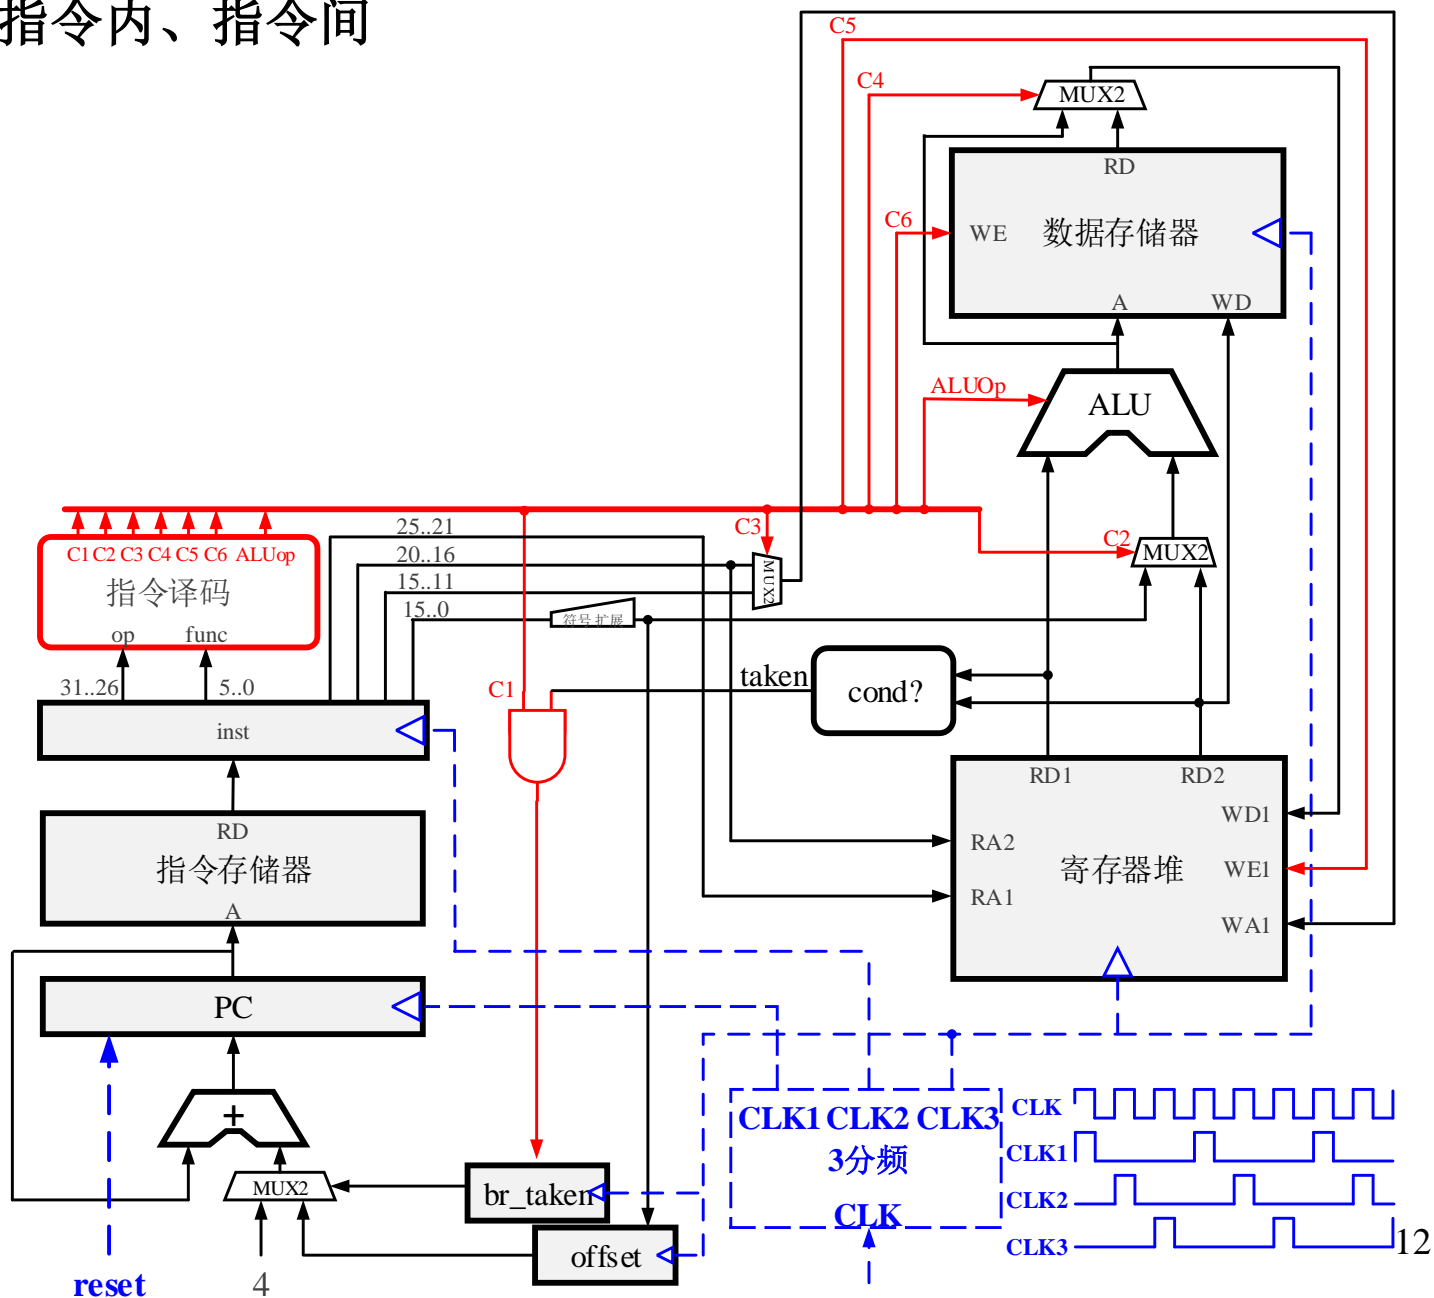 指令内、指令间
C5
C4
MUX2
RD
C6
WE
数据存储器
A
WD
ALUOp
ALU
25..21
20..16
15..11
15..0
C3
MUX2
C2
MUX2
C1 C2 C3 C4 C5 C6 ALUop
指令译码
op
func
符号扩展
31..26
5..0
C1
taken
cond?
inst
RD1
RD2
RD
指令存储器
A
WD1
RA2
寄存器堆
WE1
RA1
WA1
PC
+
MUX2
br_taken
offset
reset
4
CLK1 CLK2 CLK3
3分频
CLK
CLK
CLK1
CLK2
CLK3
12